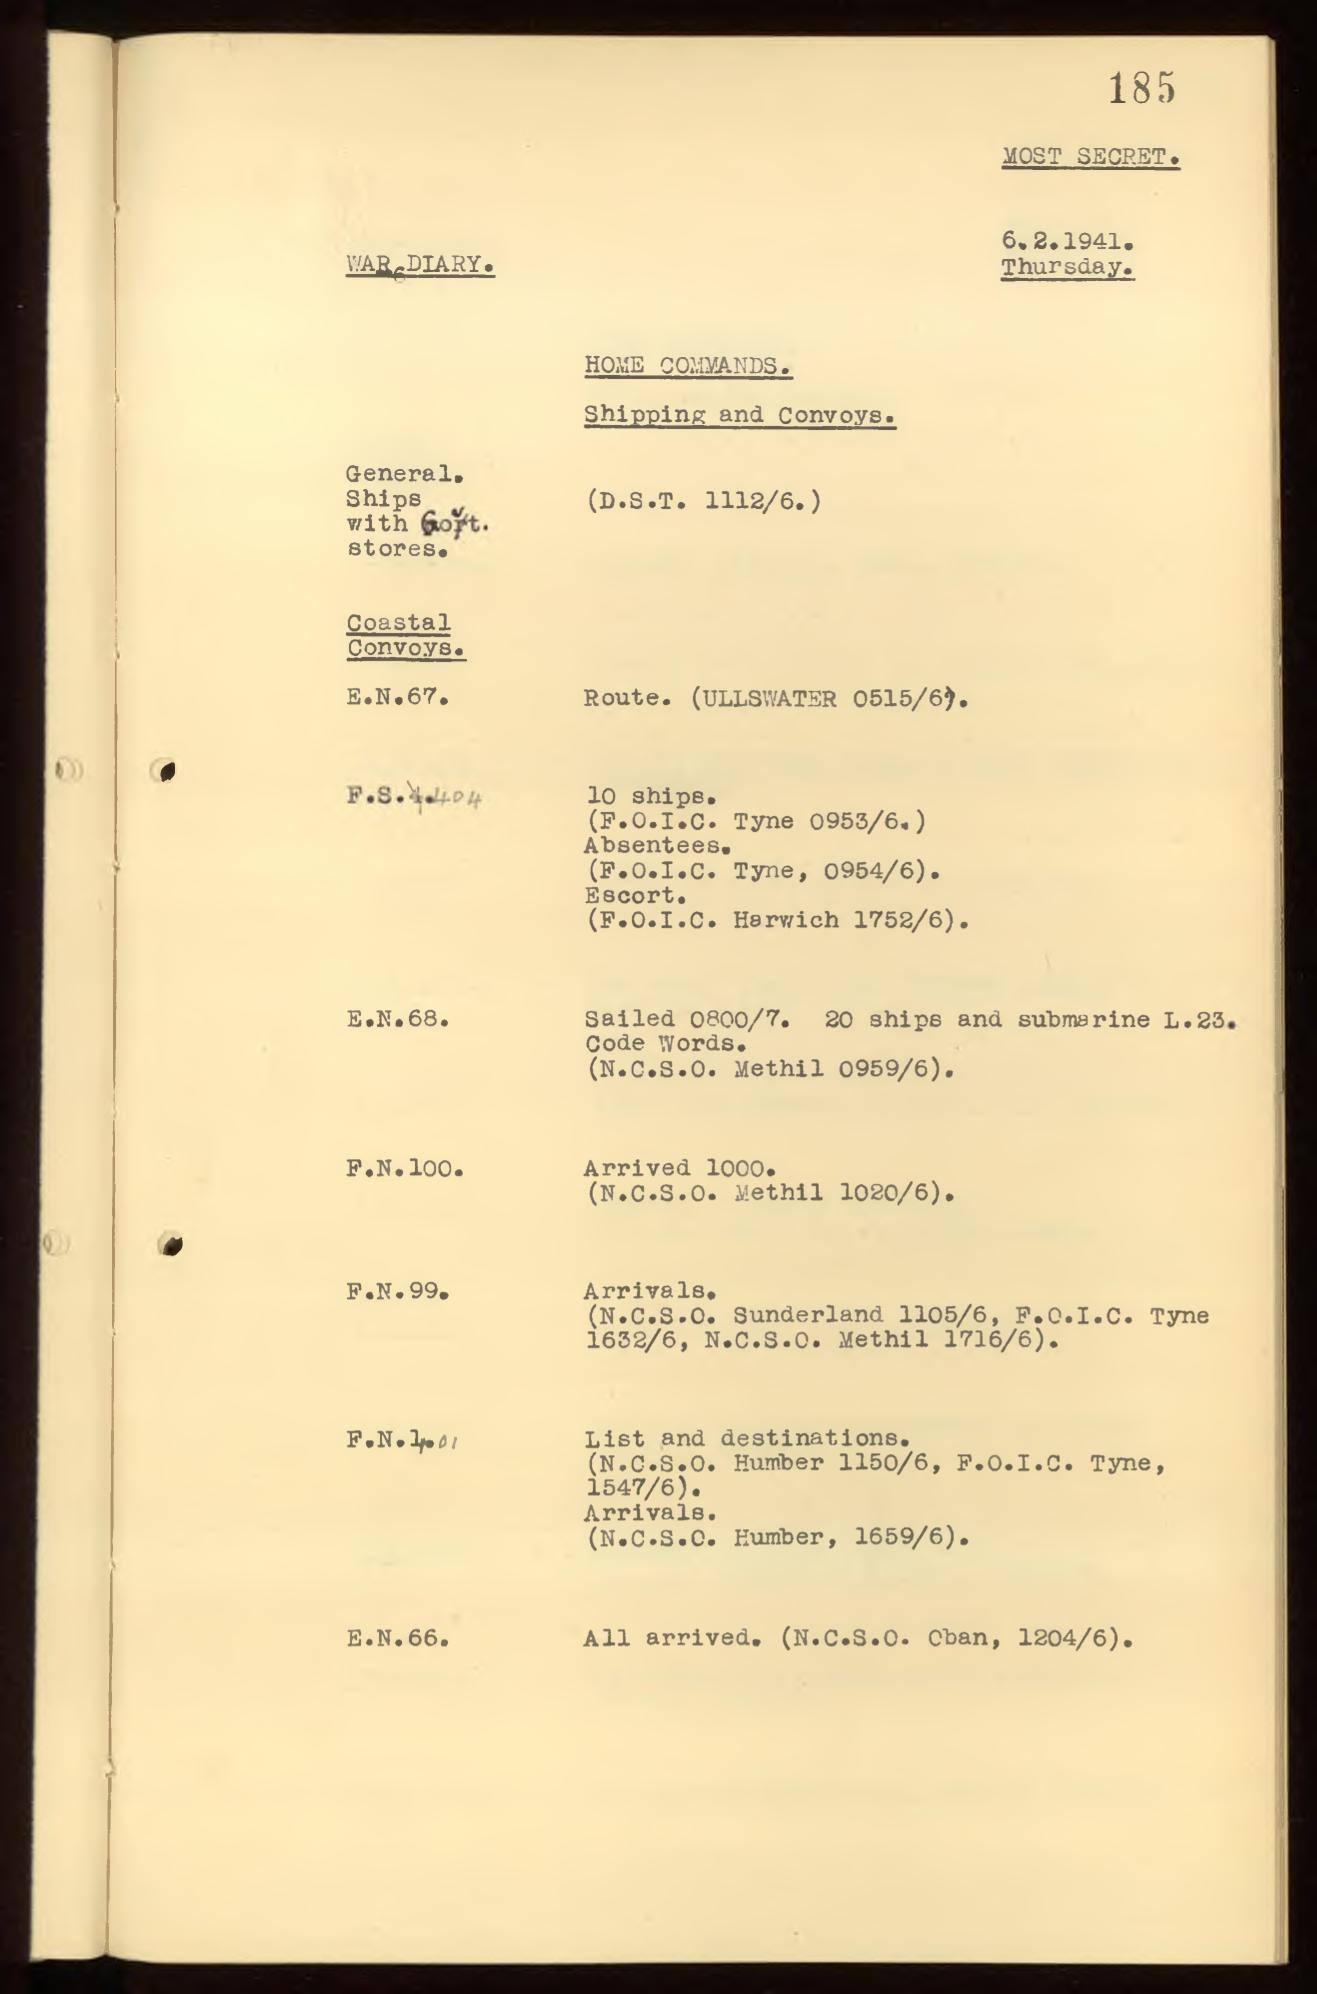 185
MOST SECRET.
6.2.1941.
WAR DIARY.
Thursday.
HOME COMMANDS.
Shipping and Convoys.
General.
Ships
(D.S.T. 1112/6.)
with Govt.
stores.
Coastal
Convoys.
E.N.67.
Route. (ULLSWATER 0515/6).
F.S. 404
10 ships.
(F.O.I.C. Tyne 0953/6.)
Absentees.
(F.O.I.C. Tyne, 0954/6).
Escort.
(F.O.I.C. Harwich 1752/6).
E.N.68.
Sailed 0800/7. 20 ships and submarine L.23.
Code Words.
(N.C.S.O. Methil 0959/6).
F.N.100.
Arrived 1000.
(N.C.S.O. Methil 1020/6).
F.N.99.
Arrivals.
(N.C.S.O. Sunderland 1105/6, F.O.I.C. Tyne
1632/6, N.C.S.O. Methil 1716/6).
F.N.401
List and destinations.
(N.C.S.O. Humber 1150/6, F.O.I.C. Tyne,
1547/6).
Arrivals.
(N.C.S.O. Humber, 1659/6).
E.N.66.
All arrived. (N.C.S.O. Oban, 1204/6).